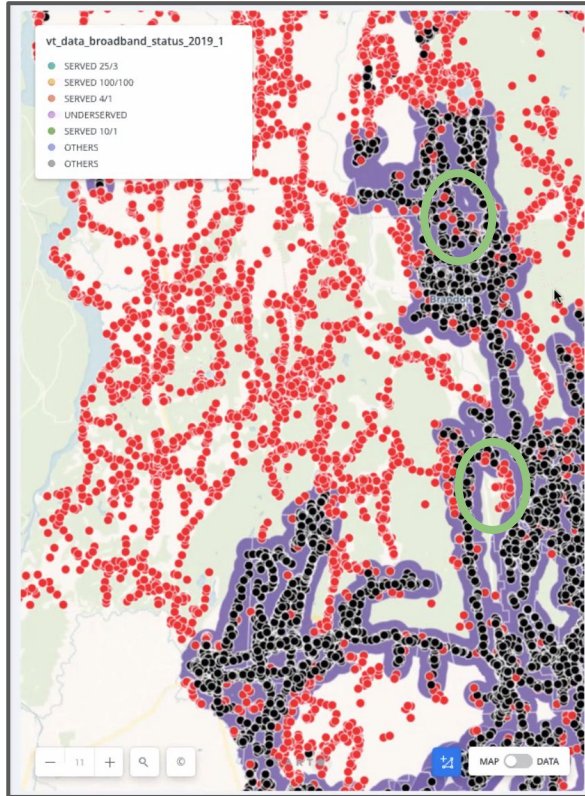 vt_data_broadband_status_2019_1
SERVED 25/3
SERVED 100/100
SERVED 4/1
UNDERSERVED
SERVED 10/1
OTHERS
OTHERS
Brandon
11
©
MAP
DATA